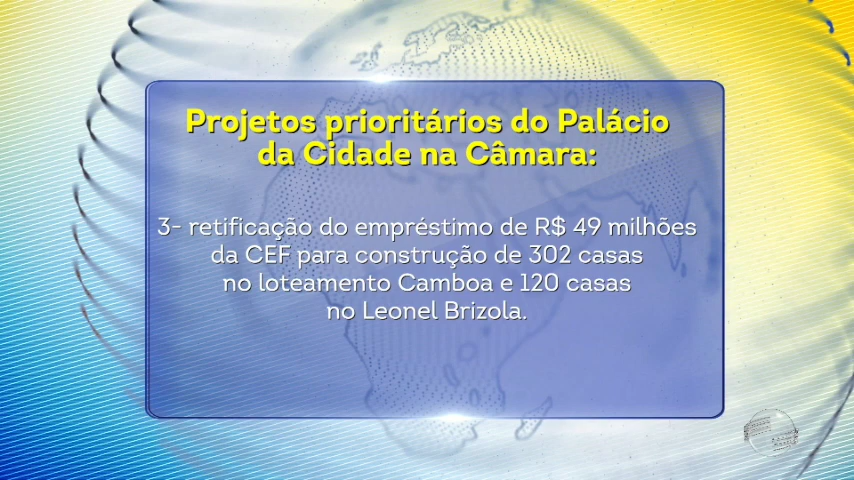 Projetos prioritários do Palácio
da Cidade na Câmara:
3- retificação do empréstimo de R$ 49 milhões
da CEF para construção de 302 casas
no loteamento Camboa e 120 casas
no Leonel Brizola.